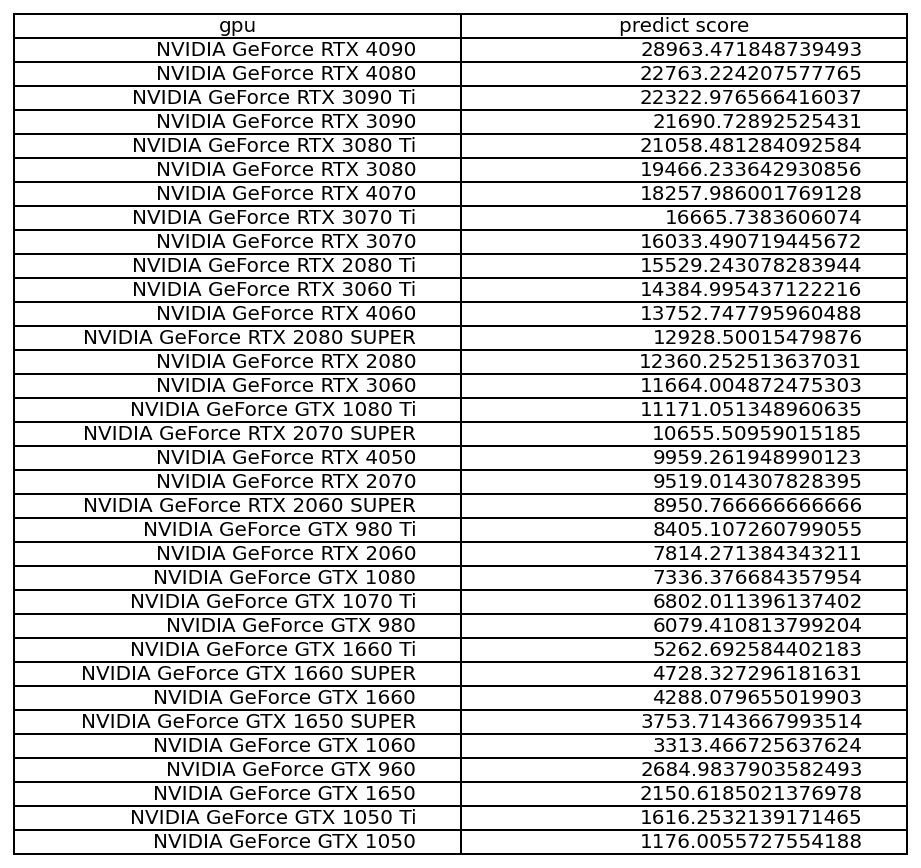 gpu predict score
NVIDIA GeForce RTX 4090 28963.471848739493
NVIDIA GeForce RTX 4080 22763.224207577765
NVIDIA GeForce RTX 3090 Ti 22322.976566416037
NVIDIA GeForce RTX 3090 21690.72892525431
NVIDIA GeForce RTX 3080 Ti 21058.481284092584
NVIDIA GeForce RTX 3080 19466.233642930856
NVIDIA GeForce RTX 4070 18257.986001769128
NVIDIA GeForce RTX 3070 Ti 16665.7383606074
NVIDIA GeForce RTX 3070 16033.490719445672
NVIDIA GeForce RTX 2080 Ti 15529.243078283944
NVIDIA GeForce RTX 3060 Ti 14384.995437122216
NVIDIA GeForce RTX 4060 13752.747795960488
NVIDIA GeForce RTX 2080 SUPER 12928.50015479876
NVIDIA GeForce RTX 2080 12360.252513637031
NVIDIA GeForce RTX 3060 11664.004872475303
NVIDIA GeForce GTX 1080 Ti 11171.051348960635
NVIDIA GeForce RTX 2070 SUPER 10655.50959015185
NVIDIA GeForce RTX 4050 9959.261948990123
NVIDIA GeForce RTX 2070 9519.014307828395
NVIDIA GeForce RTX 2060 SUPER 8950.766666666666
NVIDIA GeForce GTX 980 Ti 8405.107260799055
NVIDIA GeForce RTX 2060 7814.271384343211
NVIDIA GeForce GTX 1080 7336.376684357954
NVIDIA GeForce GTX 1070 Ti 6802.011396137402
NVIDIA GeForce GTX 980 6079.410813799204
NVIDIA GeForce GTX 1660 Ti 5262.692584402183
NVIDIA GeForce GTX 1660 SUPER 4728.327296181631
NVIDIA GeForce GTX 1660 4288.079655019903
NVIDIA GeForce GTX 1650 SUPER 3753.7143667993514
NVIDIA GeForce GTX 1060 3313.466725637624
NVIDIA GeForce GTX 960 2684.9837903582493
NVIDIA GeForce GTX 1650 2150.6185021376978
NVIDIA GeForce GTX 1050 Ti 1616.2532139171465
NVIDIA GeForce GTX 1050 1176.0055727554188